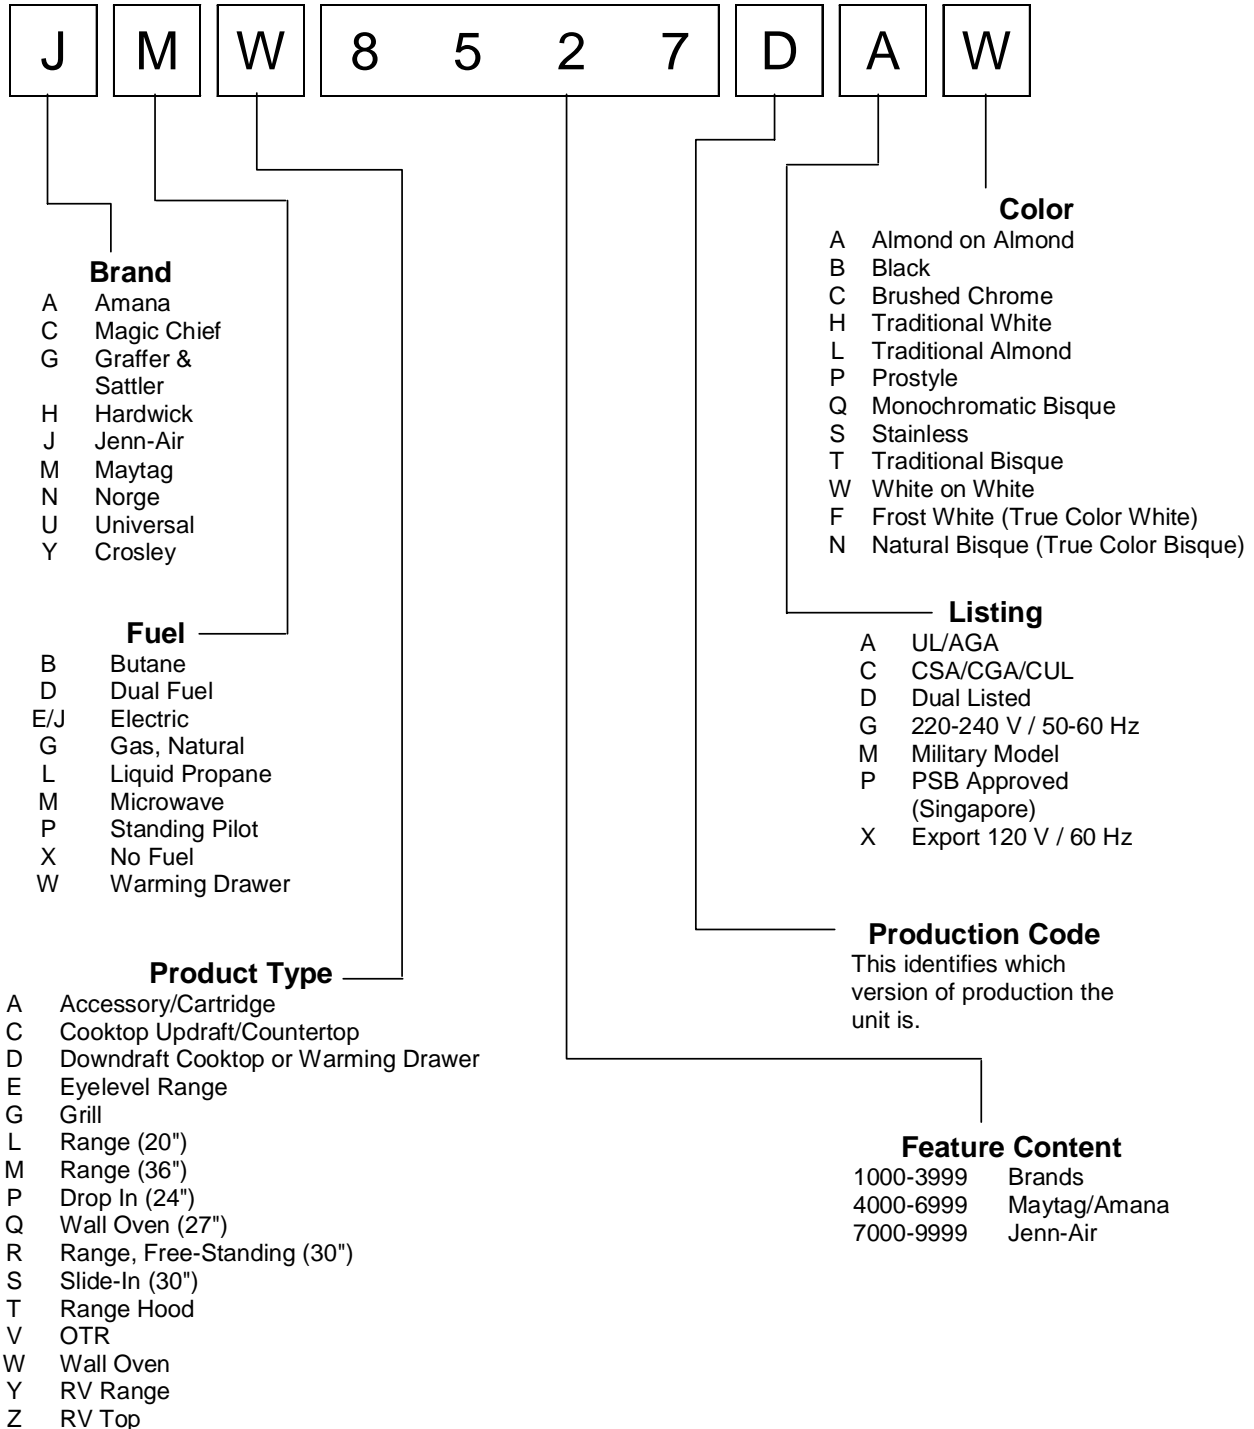 J M W 8 5 2 7 D A W
Color
A Almond on Almond
B Black
C Brushed Chrome
H Traditional White
L Traditional Almond
P Prostyle
Q Monochromatic Bisque
S Stainless
T Traditional Bisque
W White on White
F Frost White (True Color White)
N Natural Bisque (True Color Bisque)
Brand
A Amana
C Magic Chief
G Graffer &
Sattler
H Hardwick
J Jenn-Air
M Maytag
N Norge
U Universal
Y Crosley
Listing
A UL/AGA
C CSA/CGA/CUL
D Dual Listed
G 220-240 V / 50-60 Hz
M Military Model
P PSB Approved
(Singapore)
X Export 120 V / 60 Hz
Fuel
B Butane
D Dual Fuel
E/J Electric
G Gas, Natural
L Liquid Propane
M Microwave
P Standing Pilot
X No Fuel
W Warming Drawer
Production Code
This identifies which
version of production the
unit is.
Product Type
A Accessory/Cartridge
C Cooktop Updraft/Countertop
D Downdraft Cooktop or Warming Drawer
E Eyelevel Range
G Grill
L Range (20")
M Range (36")
P Drop In (24")
Q Wall Oven (27")
R Range, Free-Standing (30")
S Slide-In (30")
T Range Hood
V OTR
W Wall Oven
Y RV Range
Z RV Top
Feature Content
1000-3999 Brands
4000-6999 Maytag/Amana
7000-9999 Jenn-Air